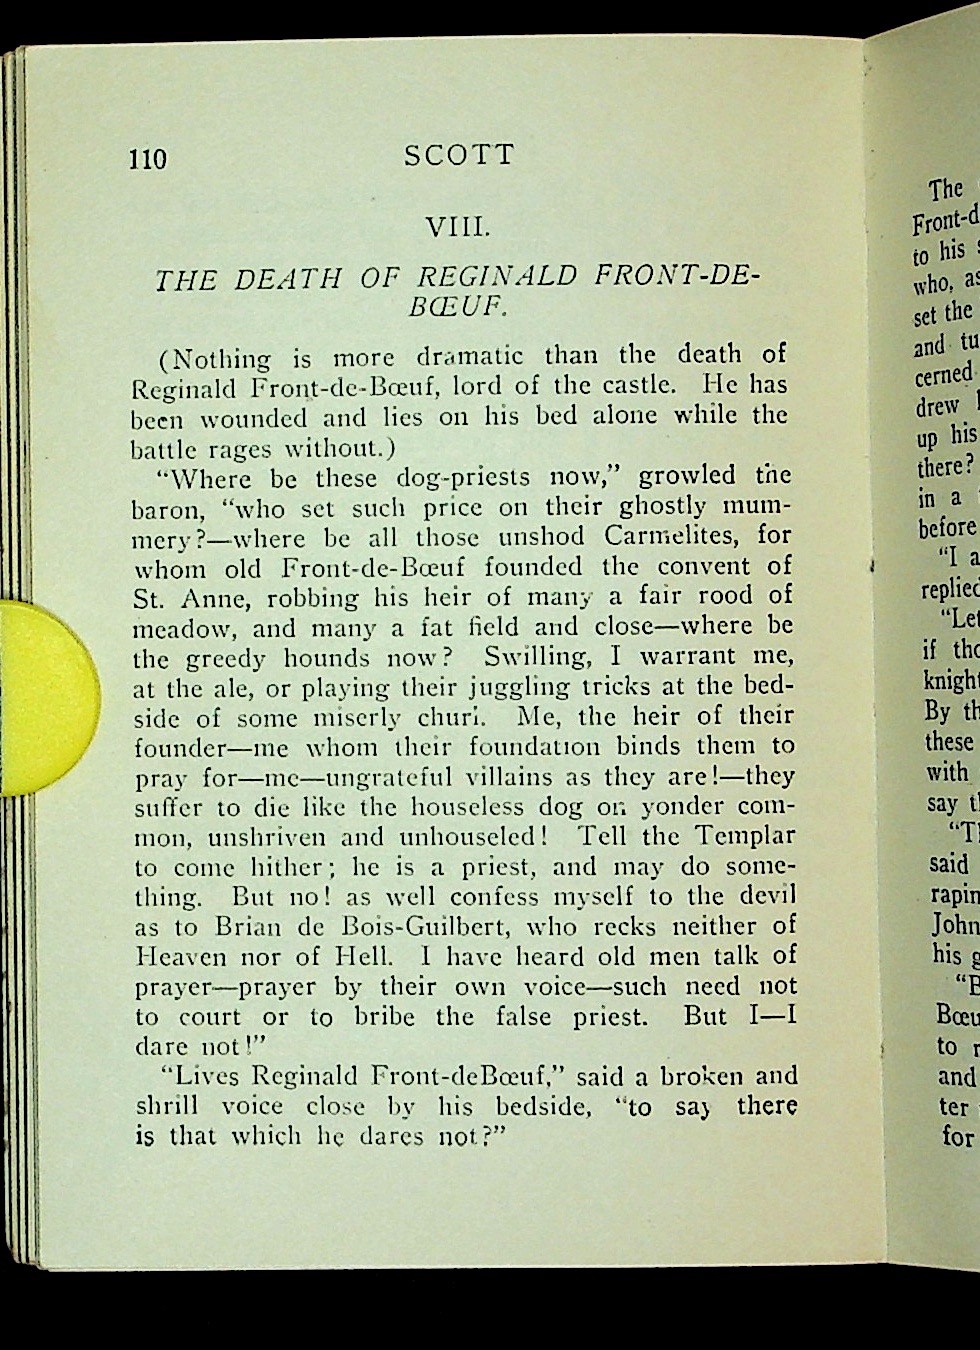 110 SCOTT
VIII.
THE DEATH OF REGINALD FRONT-DE-
BŒUF.
(Nothing is more dramatic than the death of
Reginald Front-de-Bœuf, lord of the castle. He has
been wounded and lies on his bed alone while the
battle rages without.)
“Where be these dog-priests now,” growled the
baron, “who set such price on their ghostly mum-
mery?—where be all those unshod Carmelites, for
whom old Front-de-Bœuf founded the convent of
St. Anne, robbing his heir of many a fair rood of
meadow, and many a fat field and close—where be
the greedy hounds now? Swilling, I warrant me,
at the ale, or playing their juggling tricks at the bed-
side of some miserly churl. Me, the heir of their
founder—me whom their foundation binds them to
pray for—me—ungrateful villains as they are!—they
suffer to die like the houseless dog on yonder com-
mon, unshriven and unhouseled! Tell the Templar
to come hither; he is a priest, and may do some-
thing. But no! as well confess myself to the devil
as to Brian de Bois-Guilbert, who recks neither of
Heaven nor of Hell. I have heard old men talk of
prayer—prayer by their own voice—such need not
to court or to bribe the false priest. But I—I
dare not!”
“Lives Reginald Front-deBœuf,” said a broken and
shrill voice close by his bedside, “to say there
is that which he dares not?”
The
Front-d
to his
who, as
set the
and tu
cerned
drew
up his
there?
in a
before
“I a
replied
“Let
if tho
knight
By th
these
with
say t
“Th
said
rapin
John
his g
“B
Bœu
to r
and
ter
for